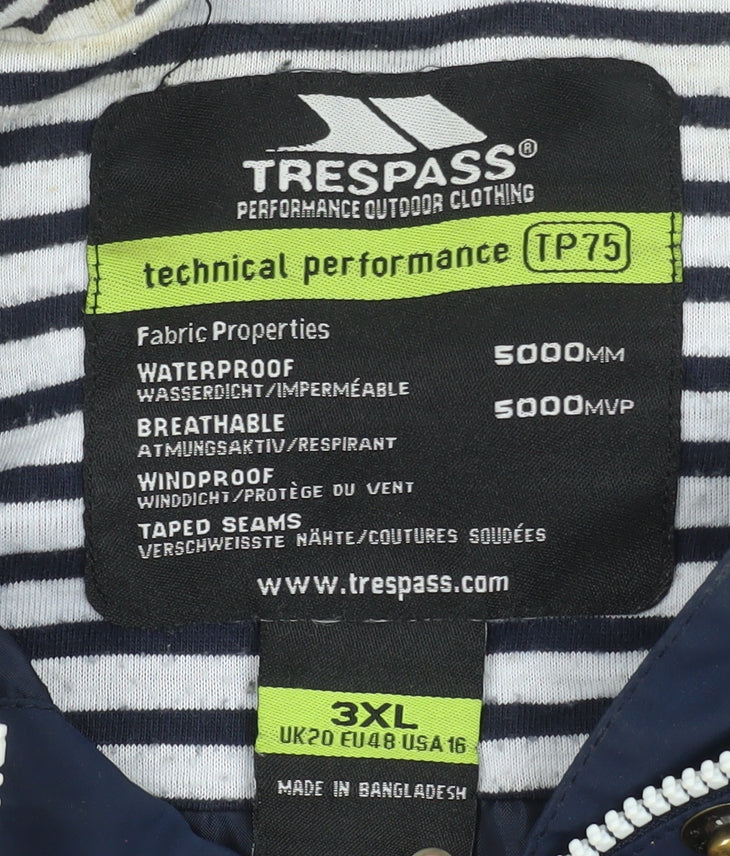 TRESPASS®
PERFORMANCE OUTDOOR CLOTHING
technical performance TP75
Fabric Properties
WATERPROOF 5000MM
WASSERDICHT/IMPERMÉABLE
BREATHABLE 5000MVP
ATMUNGSAKTIV/RESPIRANT
WINDPROOF
WINDDICHT/PROTÈGE DU VENT
TAPED SEAMS
VERSCHWEISSTE NÄHTE/COUTURES SOUDÉES
www.trespass.com
3XL
UK20 EU48 USA16
MADE IN BANGLADESH